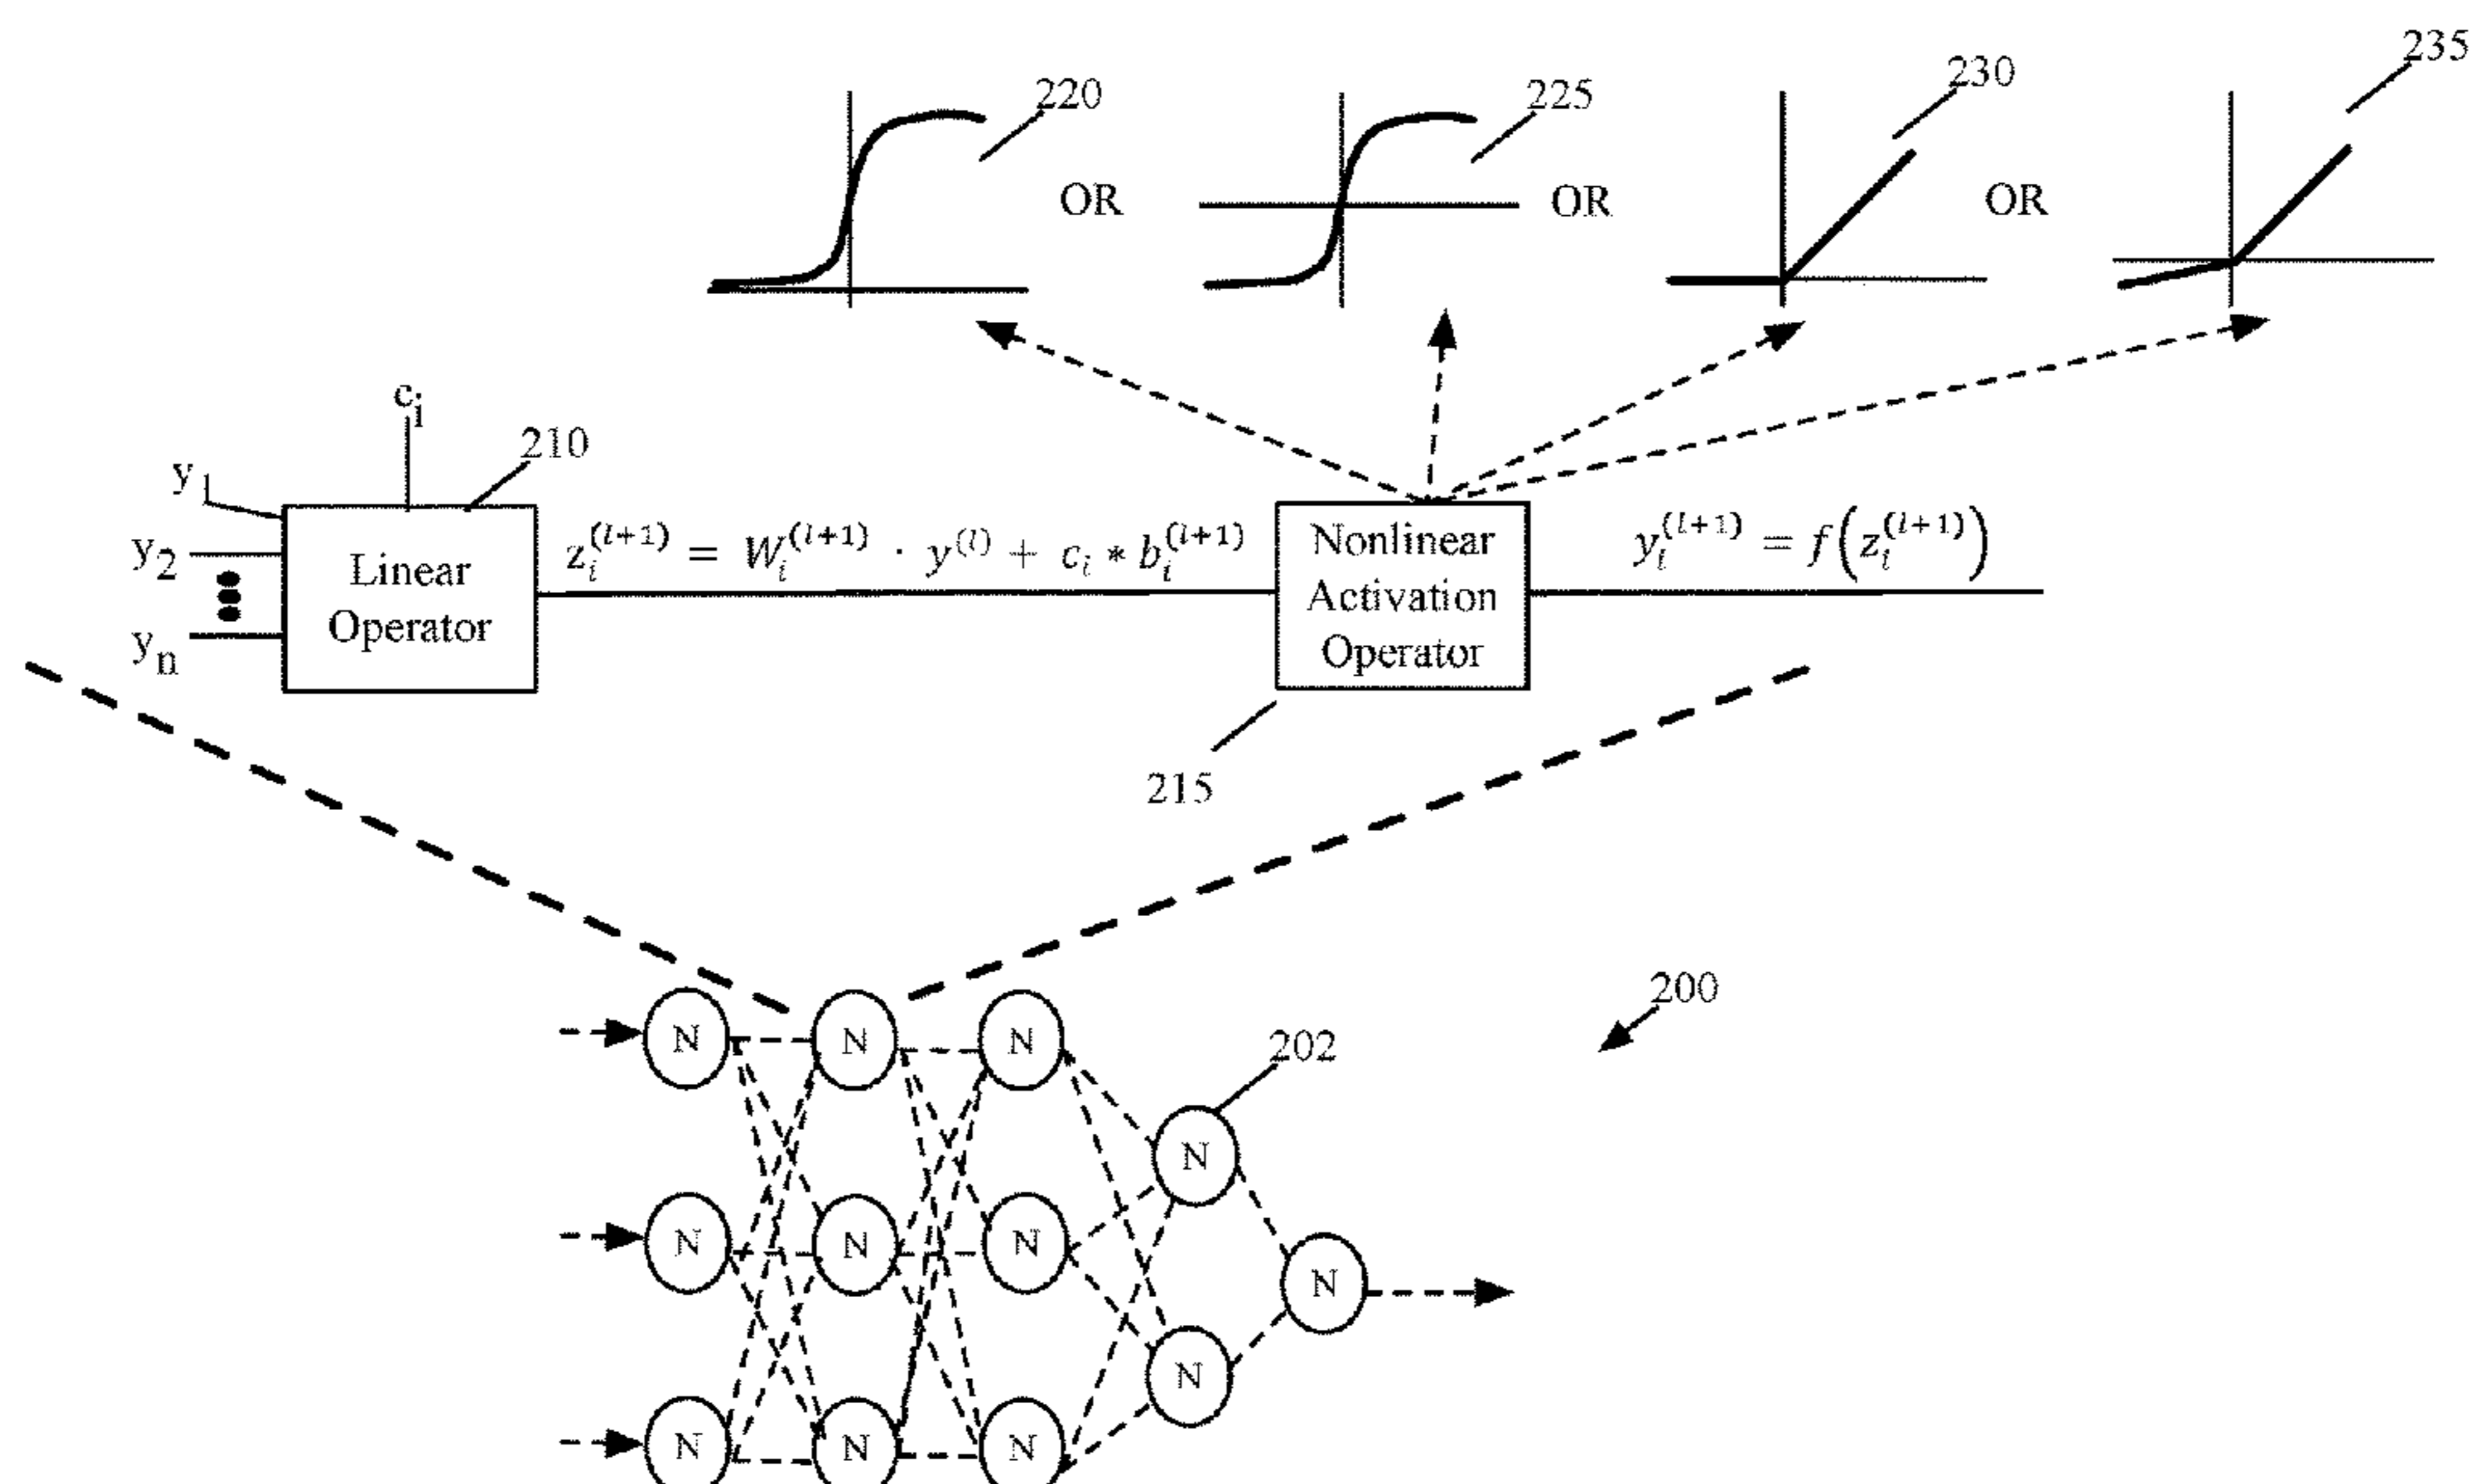 220
225
230
235
OR
OR
OR
c_i
210
y_1
y_2
y_n
Linear
Operator
z_i^{(l+1)} = W_i^{(l+1)} · y^{(l)} + c_i * b_i^{(l+1)}
Nonlinear
Activation
Operator
y_i^{(l+1)} = f(z_i^{(l+1)})
215
200
202
N
N
N
N
N
N
N
N
N
N
N
N